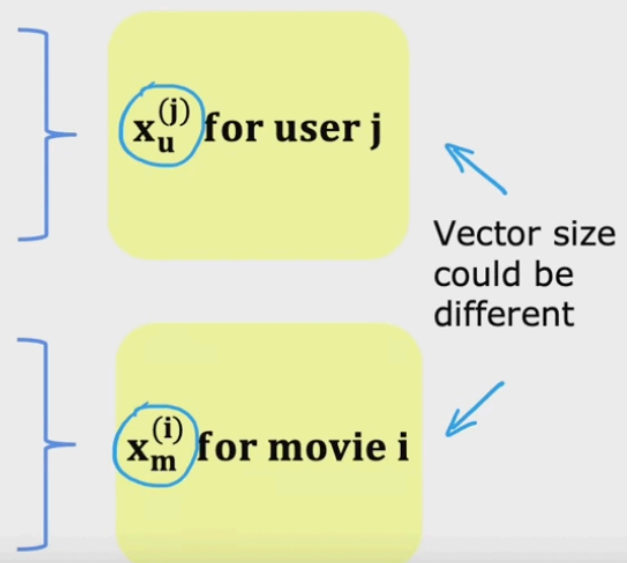 x_u^(j) for user j
Vector size
could be
different
x_m^(i) for movie i